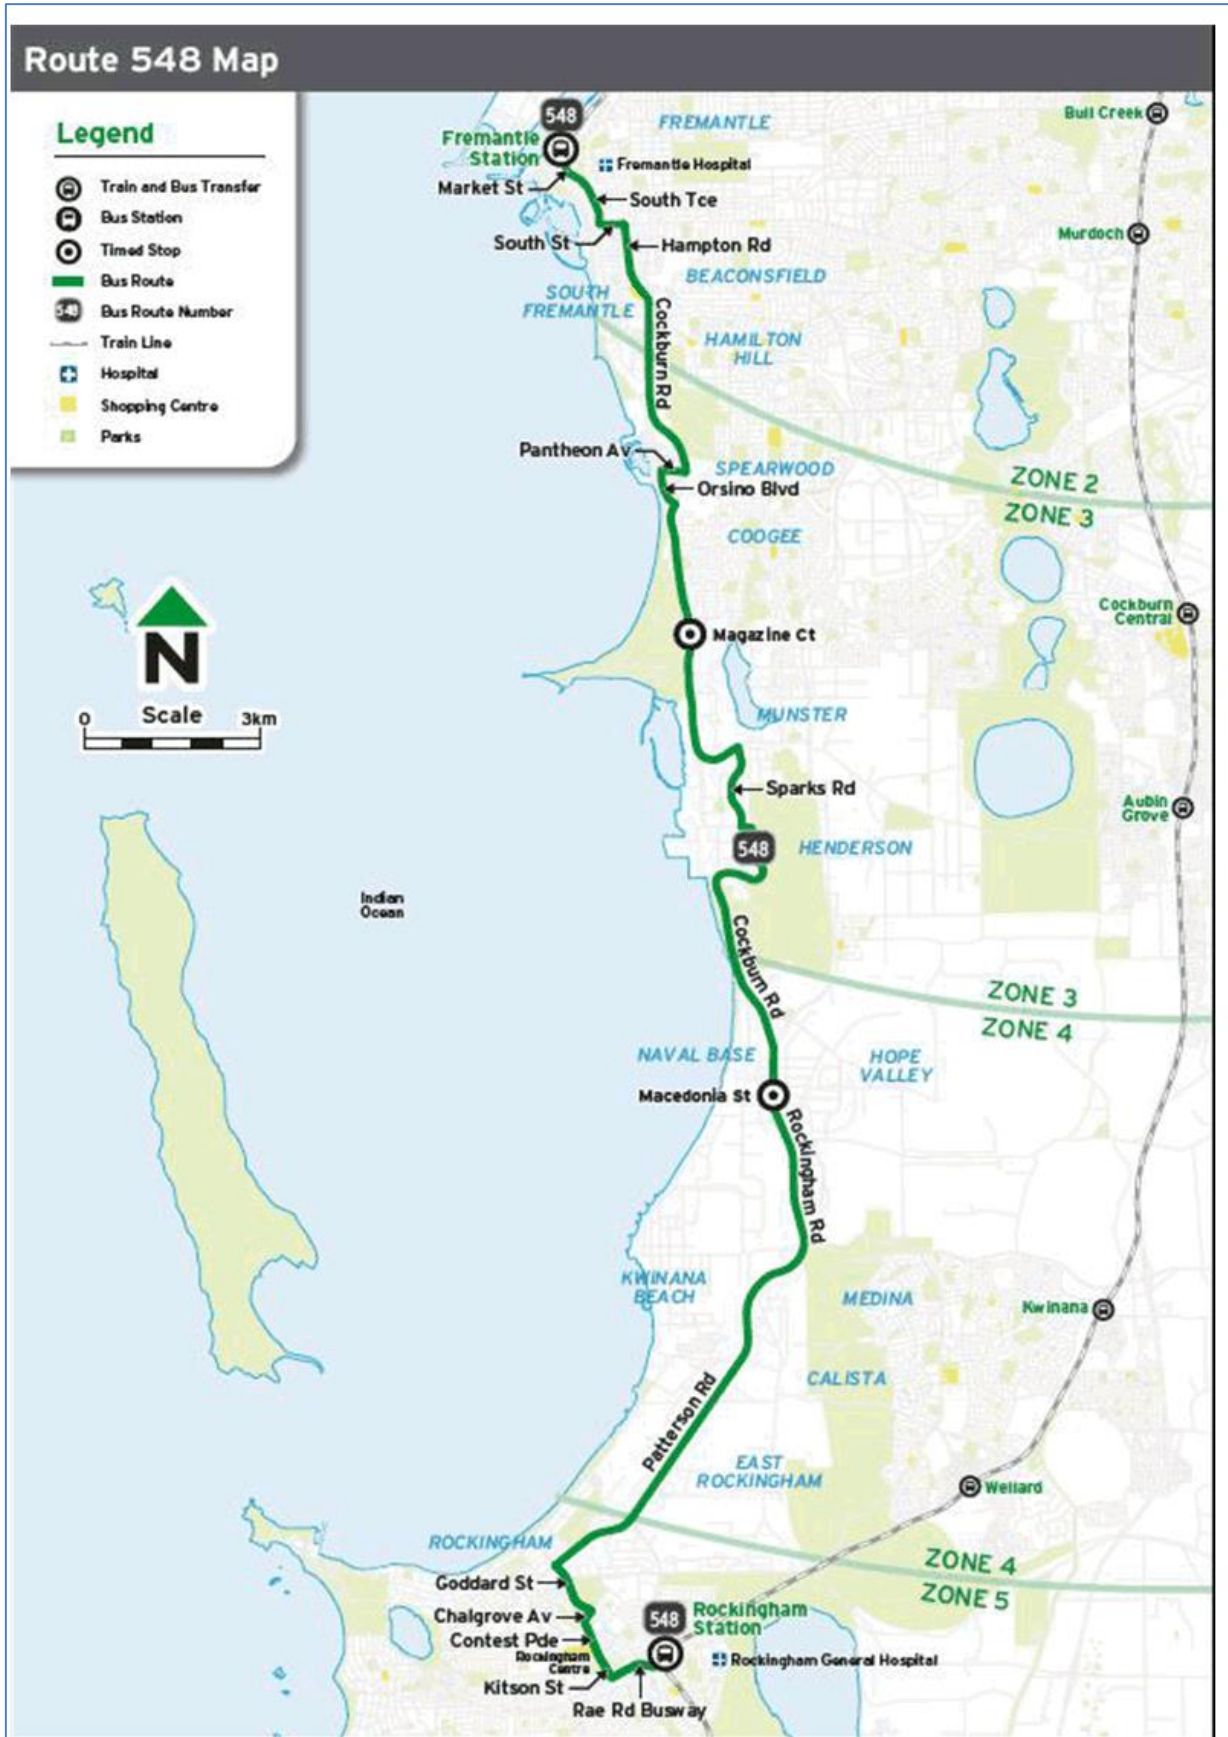 Route 548 Map
Legend
Train and Bus Transfer
Bus Station
Timed Stop
Bus Route
548
Bus Route Number
Train Line
Hospital
Shopping Centre
Parks
548
Fremantle
Station
FREMANTLE
Fremantle Hospital
Bull Creek
Market St
South Tce
South St
Hampton Rd
Murdoch
BEACONSFIELD
SOUTH
FREMANTLE
Cockburn Rd
HAMILTON
HILL
Pantheon Av
SPEARWOOD
Orsino Blvd
ZONE 2
ZONE 3
COOGEE
Cockburn
Central
Magazine Ct
N
Scale
0
3km
MUNSTER
Sparks Rd
Aubin
Grove
548
HENDERSON
Indian
Ocean
Cockburn Rd
ZONE 3
ZONE 4
NAVAL BASE
HOPE
VALLEY
Macedonia St
Rockingham Rd
KWINANA
BEACH
MEDINA
Kwinana
CALISTA
Patterson Rd
EAST
ROCKINGHAM
Wellard
ROCKINGHAM
ZONE 4
ZONE 5
Goddard St
Chalgrove Av
548
Rockingham
Station
Contest Pde
Rockingham
Centre
Rockingham General Hospital
Kitson St
Rae Rd Busway